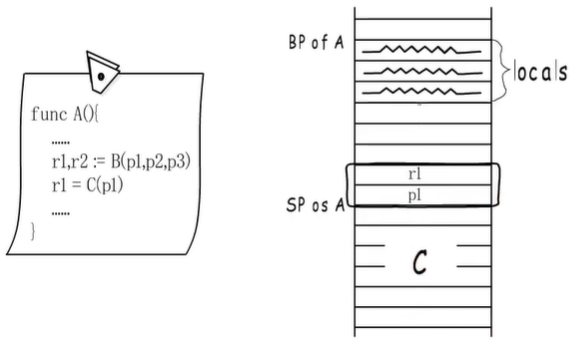 func A(){
......
r1,r2 := B(p1,p2,p3)
r1 = C(p1)
......
}
BP of A
locals
r1
p1
SP os A
C